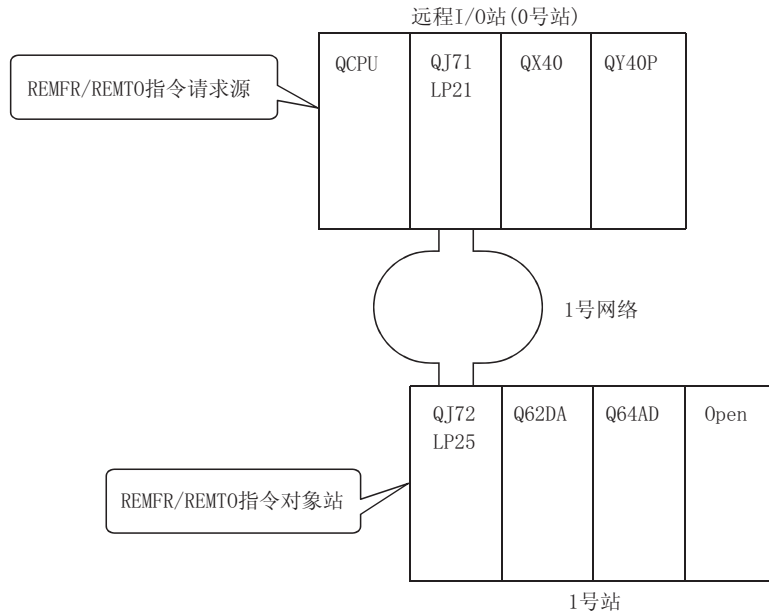 远程I/O站(0号站)
REMFR/REMTO指令请求源
QCPU
QJ71
LP21
QX40
QY40P
1号网络
QJ72
LP25
Q62DA
Q64AD
Open
REMFR/REMTO指令对象站
1号站